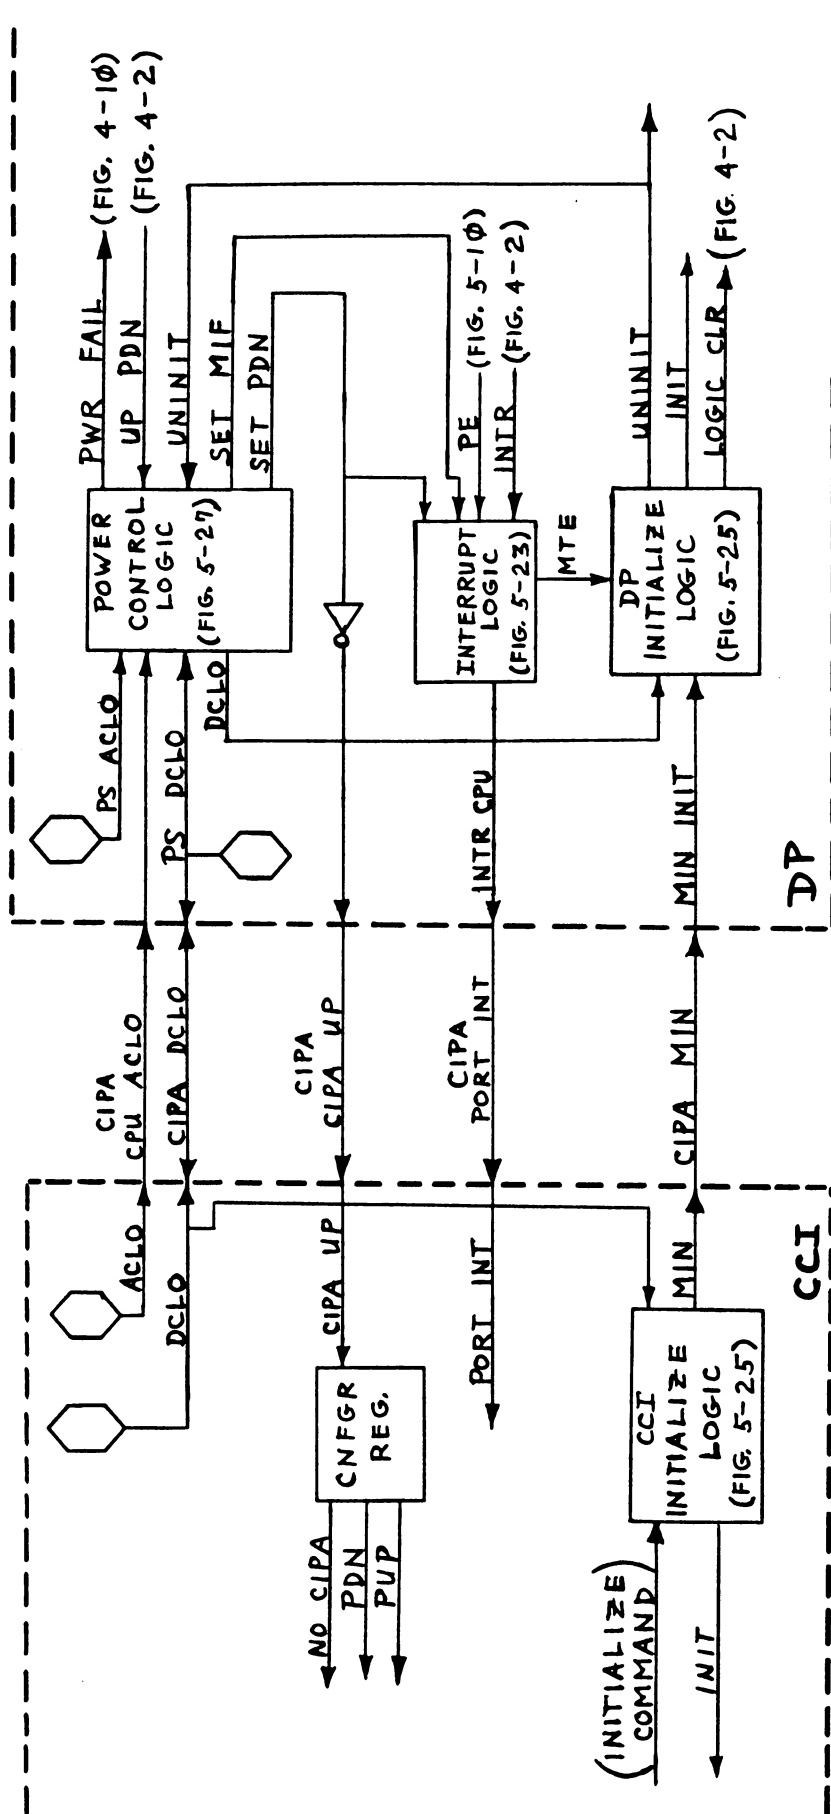 (INITIALIZE
COMMAND)
INIT
CCI
INITIALIZE
LOGIC
(FIG. 5-25)
MIN
CCI
NO CIPA
PDN
PUP
CNFGR
REG.
CIPA UP
PORT INT
ACLO
DCLO
CIPA
CPU ACLO
CIPA DCLO
CIPA
CIPA UP
CIPA
PORT INT
CIPA MIN
PS ACLO
PS DCLO
DCLO
INTR CPU
MIN INIT
DP
POWER
CONTROL
LOGIC
(FIG. 5-27)
INTERRUPT
LOGIC
(FIG. 5-23)
MTE
DP
INITIALIZE
LOGIC
(FIG. 5-25)
PWR FAIL
(FIG. 4-1Ø)
UP PDN
(FIG. 4-2)
UNINIT
SET MIF
SET PDN
PE
(FIG. 5-1Ø)
INTR
(FIG. 4-2)
UNINIT
INIT
LOGIC CLR
(FIG. 4-2)